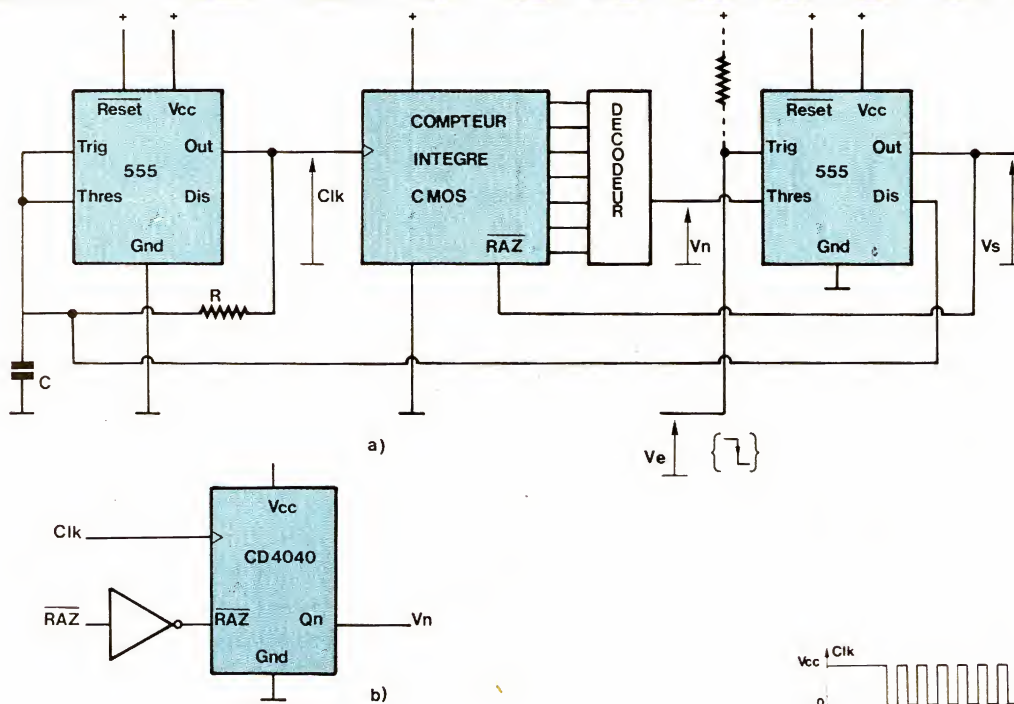 + + + + + +
Reset Vcc
Trig Out
555
Thres Dis
Gnd
R
C
Clk
COMPTEUR
INTEGRE
CMOS
RAZ
DECODEUR
Vn
Reset Vcc
Trig Out
555
Thres Dis
Gnd
Vs
Ve
a)
Vcc
Clk
CD4040
RAZ
RAZ Qn Vn
Gnd
b)
Vcc Clk
0